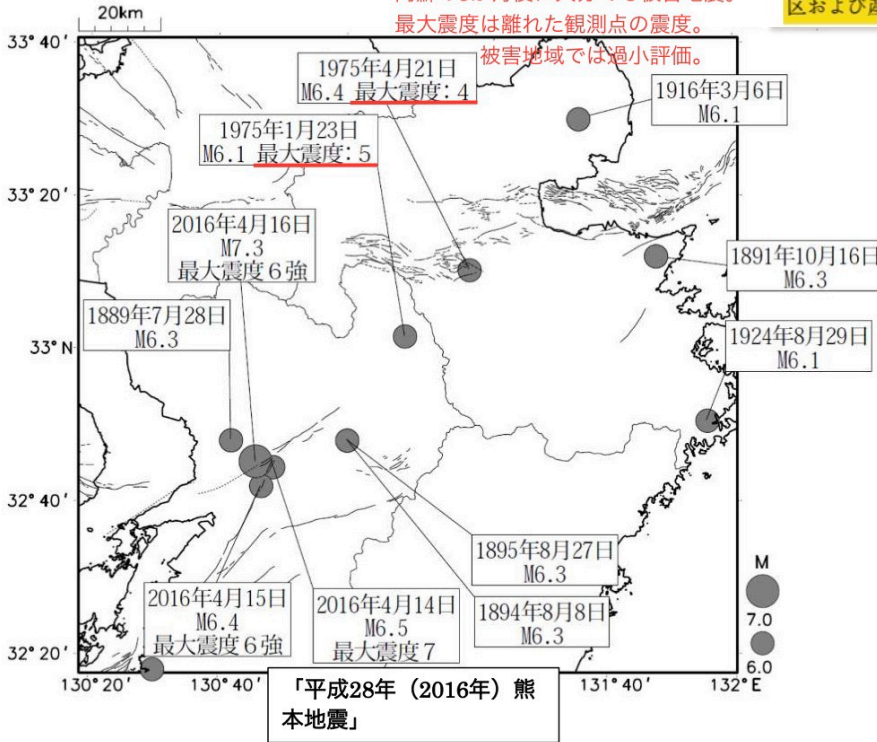 20km
最大震度は離れた観測点の震度。
被害地域では過小評価。
区および
33°40′
33°20′
33°N
32°40′
32°20′
1975年4月21日
M6.4 最大震度：4
1975年1月23日
M6.1 最大震度：5
2016年4月16日
M7.3
最大震度６強
1889年7月28日
M6.3
1916年3月6日
M6.1
1891年10月16日
M6.3
1924年8月29日
M6.1
1895年8月27日
M6.3
1894年8月8日
M6.3
2016年4月15日
M6.4
最大震度６強
2016年4月14日
M6.5
最大震度７
M
7.0
6.0
130°20′
130°40′
131°40′
132°E
「平成28年（2016年）熊
本地震」